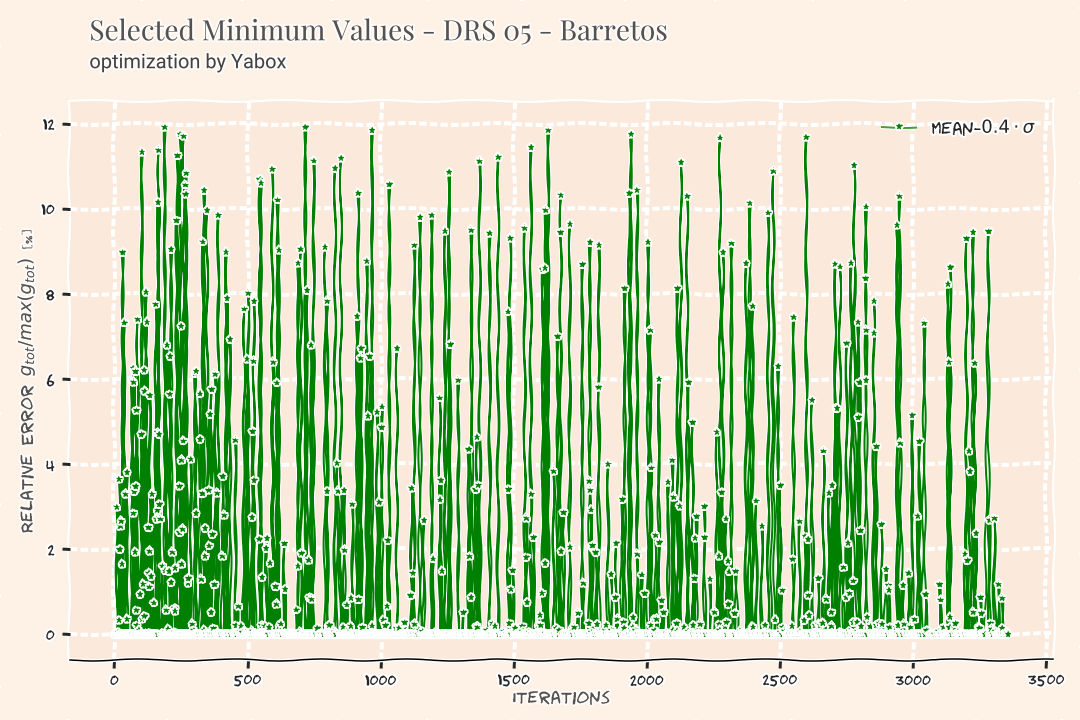 Selected Minimum Values - DRS 05 - Barretos
optimization by Yabox
MEAN-0.4 · σ
12
10
8
6
4
2
0
RELATIVE ERROR g_tot/max(g_tot) [%]
0 500 1000 1500 2000 2500 3000 3500
ITERATIONS